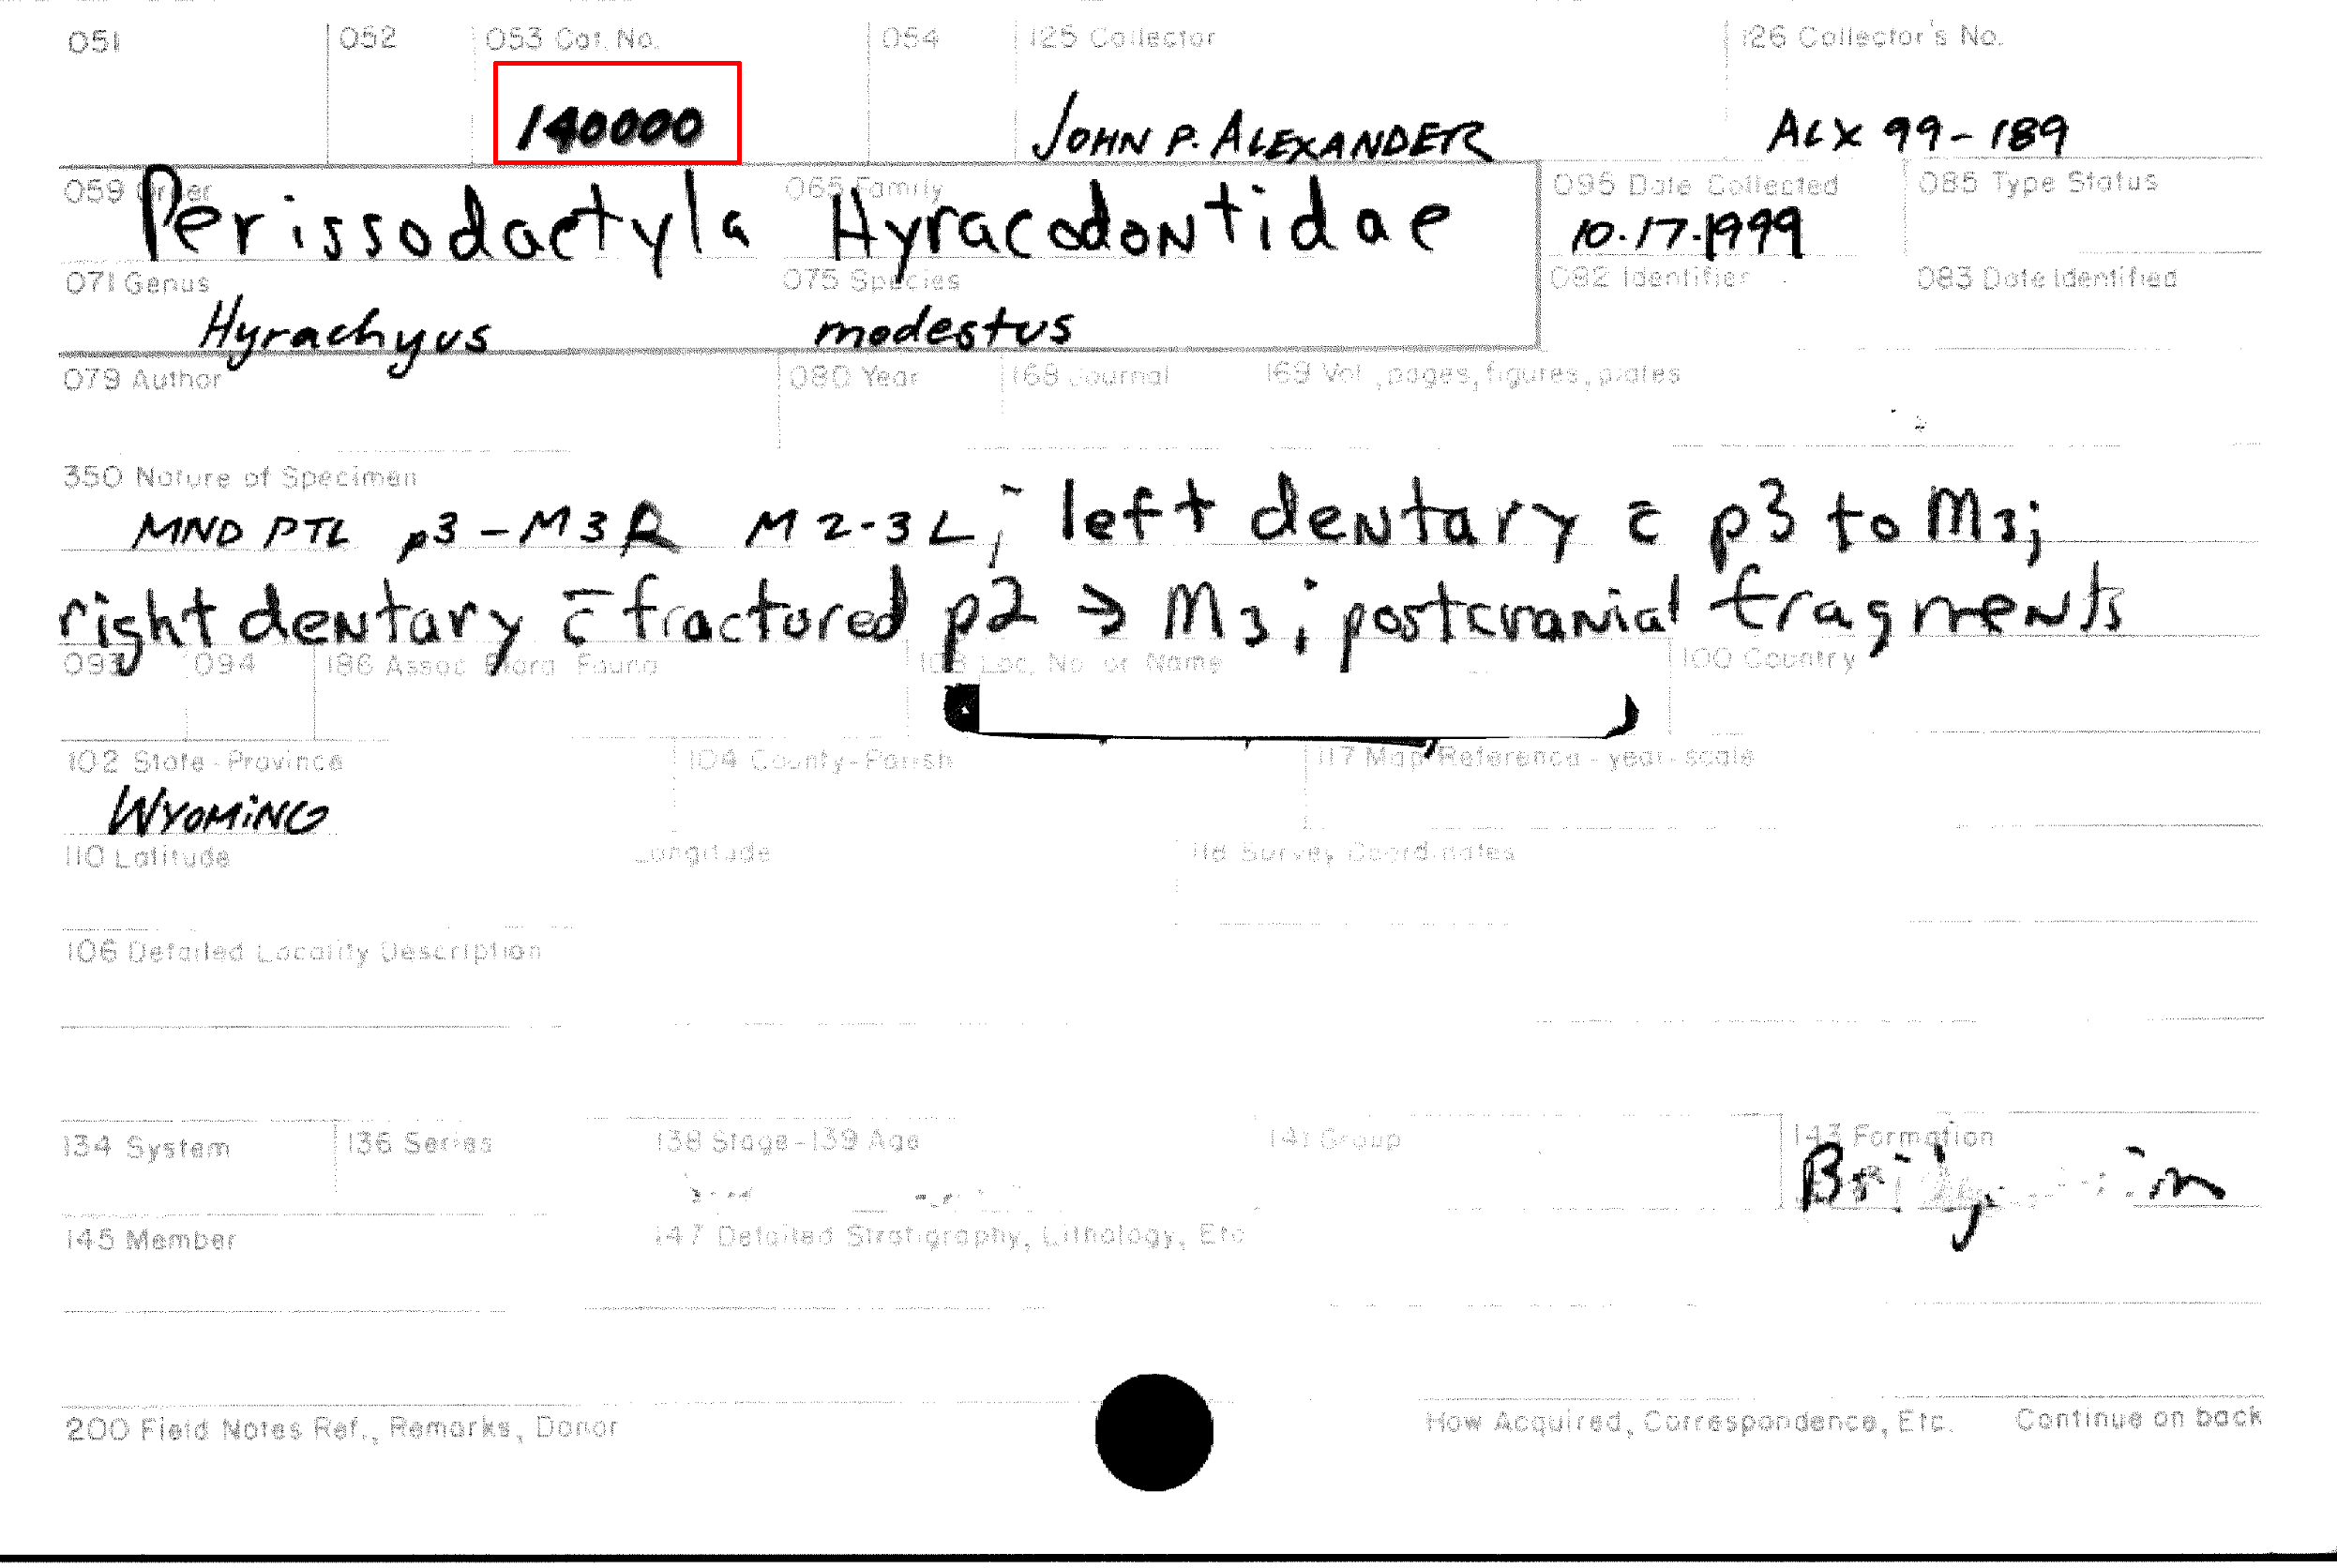 051 052 053 Cat. No. 054 125 Collector 126 Collector's No.
140000 JOHN P. ALEXANDER ALX 99-189
059 Order 065 Family 095 Date Collected 085 Type Status
Perissodactyla Hyracodontidae 10.17.1999
071 Genus 075 Species 082 Identifier 083 Date Identified
Hyrachyus modestus
079 Author 080 Year 168 Journal 169 Vol., pages, figures, plates
350 Nature of Specimen
MND PTL p3-M3R M2-3L; left dentary c̄ p3 to M3;
right dentary c̄ fractured p2 → M3; postcranial fragments
093 094 186 Assoc Flora Fauna 103 Loc. No. or Name 100 Country
102 State-Province 104 County-Parish 117 Map Reference-year-scale
WYOMING
110 Latitude Longitude 118 Survey Coordinates
106 Detailed Locality Description
134 System 136 Series 138 Stage-139 Age 141 Group 143 Formation
145 Member 147 Detailed Stratigraphy, Lithology, Etc
200 Field Notes Ref., Remarks, Donor How Acquired, Correspondence, Etc. Continue on back